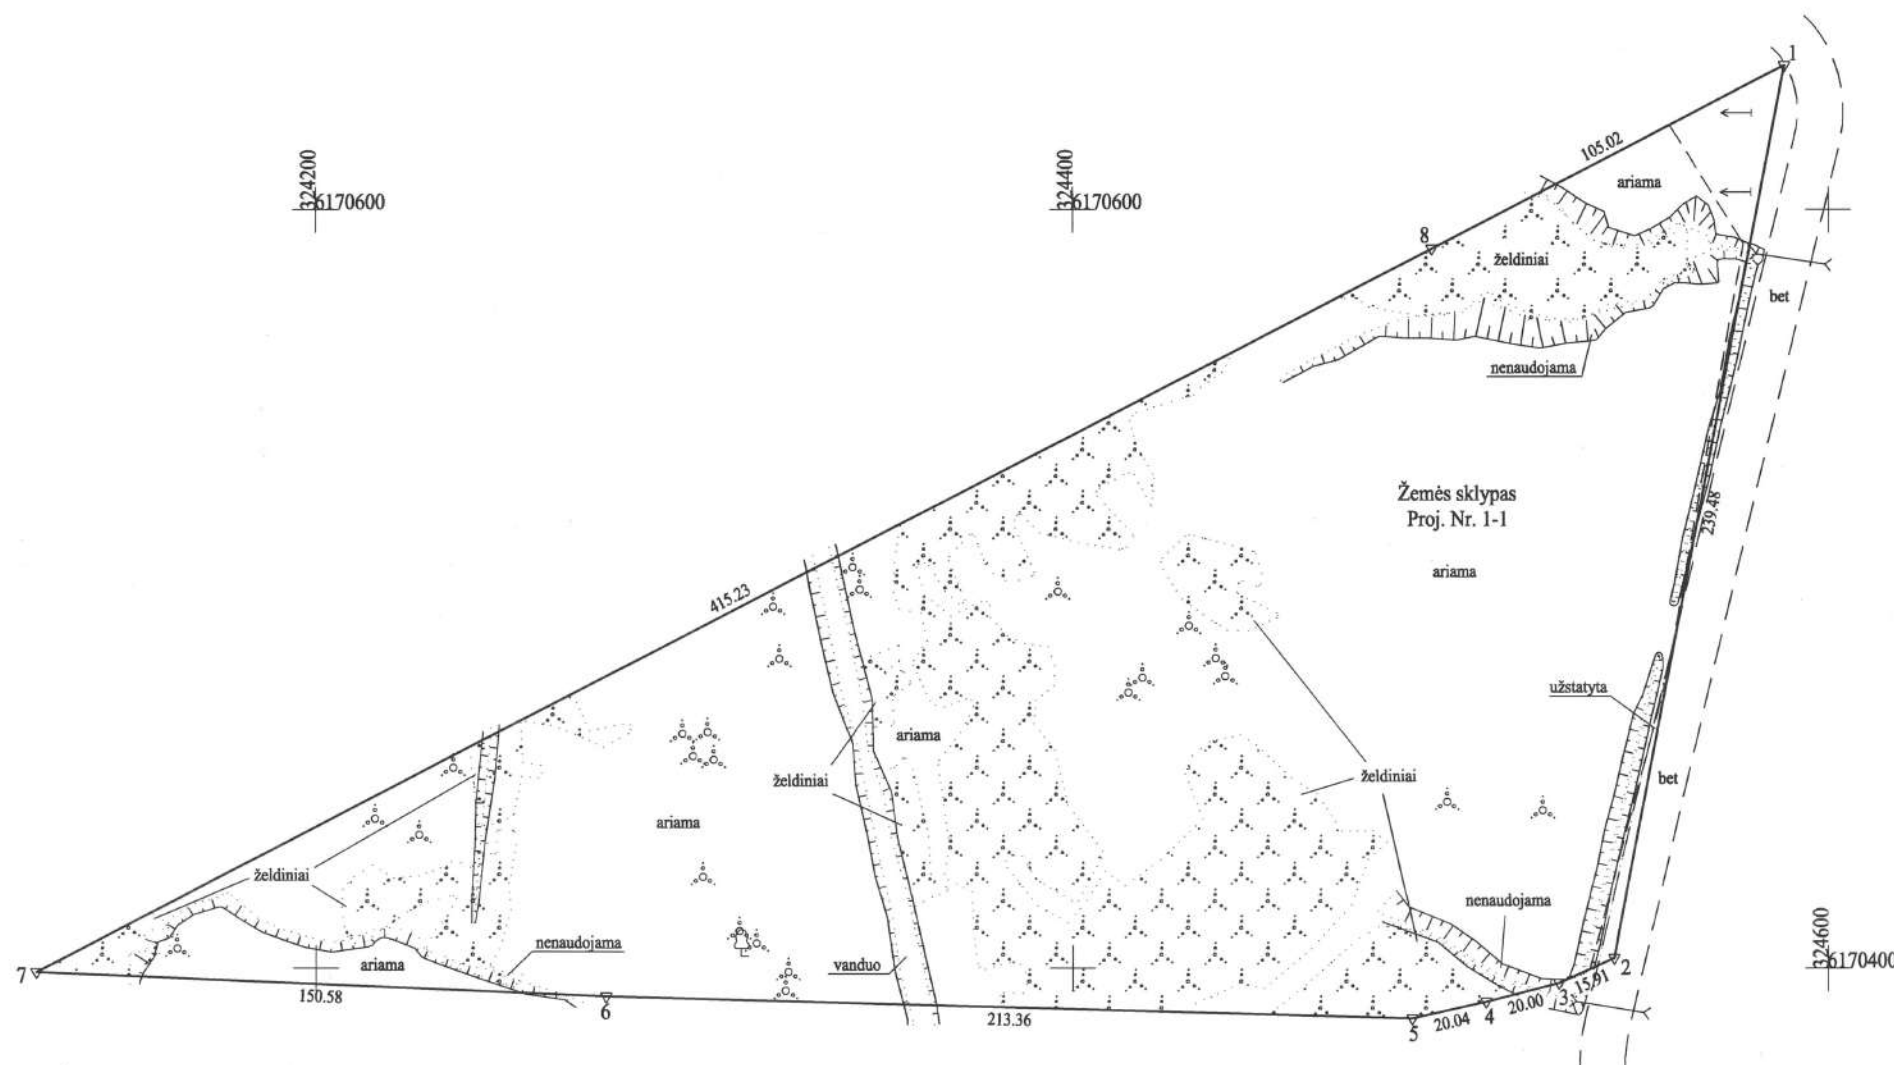 1
105.02
324200
6170600
324400
6170600
ariama
8
želdiniai
bet
nenaudojama
Žemės sklypas
Proj. Nr. 1-1
239.48
ariama
415.23
užstatyta
ariama
želdiniai
želdiniai
bet
ariama
želdiniai
nenaudojama
324600
6170400
nenaudojama
vanduo
ariama
7
2
150.58
6
213.36
5
20.04
4
20.00
3
15.91